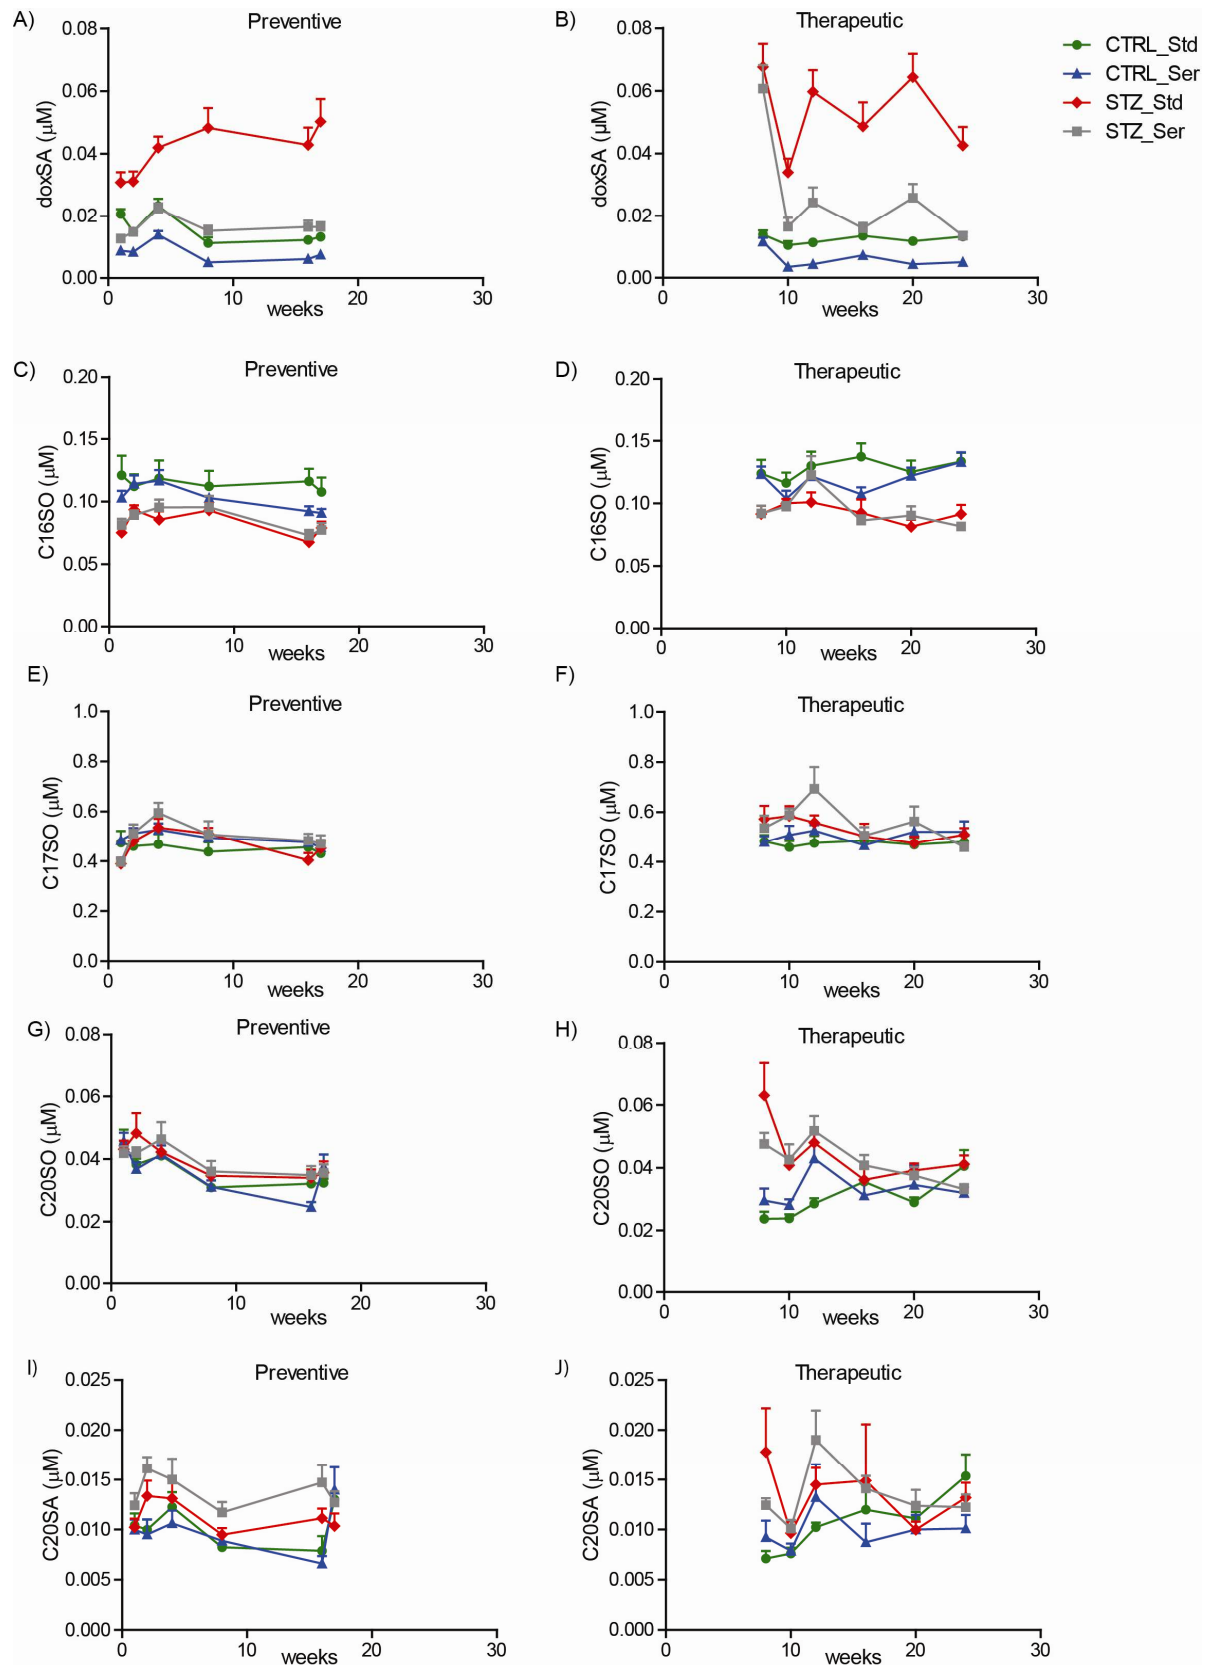 A)
Preventive
0.08
0.06
0.04
0.02
0.00
doxSA (μM)
0
10
20
30
weeks
B)
Therapeutic
0.08
0.06
0.04
0.02
0.00
doxSA (μM)
0
10
20
30
weeks
CTRL_Std
CTRL_Ser
STZ_Std
STZ_Ser
C)
Preventive
0.20
0.15
0.10
0.05
0.00
C16SO (μM)
0
10
20
30
weeks
D)
Therapeutic
0.20
0.15
0.10
0.05
0.00
C16SO (μM)
0
10
20
30
weeks
E)
Preventive
1.0
0.8
0.6
0.4
0.2
0.0
C17SO (μM)
0
10
20
30
weeks
F)
Therapeutic
1.0
0.8
0.6
0.4
0.2
0.0
C17SO (μM)
0
10
20
30
weeks
G)
Preventive
0.08
0.06
0.04
0.02
0.00
C20SO (μM)
0
10
20
30
weeks
H)
Therapeutic
0.08
0.06
0.04
0.02
0.00
C20SO (μM)
0
10
20
30
weeks
I)
Preventive
0.025
0.020
0.015
0.010
0.005
0.000
C20SA (μM)
0
10
20
30
weeks
J)
Therapeutic
0.025
0.020
0.015
0.010
0.005
0.000
C20SA (μM)
0
10
20
30
weeks